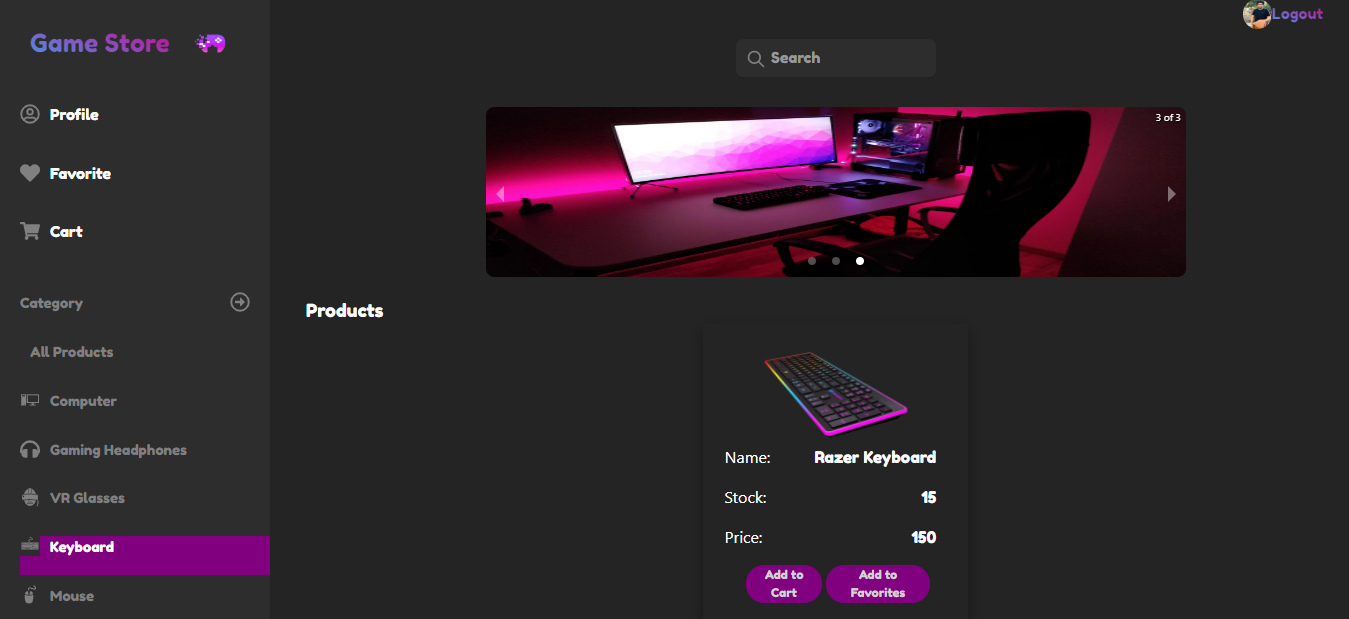 Game Store
Logout
Search
Profile
Favorite
Cart
3 of 3
Category
All Products
Computer
Gaming Headphones
VR Glasses
Keyboard
Mouse
Products
Name: Razer Keyboard
Stock: 15
Price: 150
Add to
Cart
Add to
Favorites